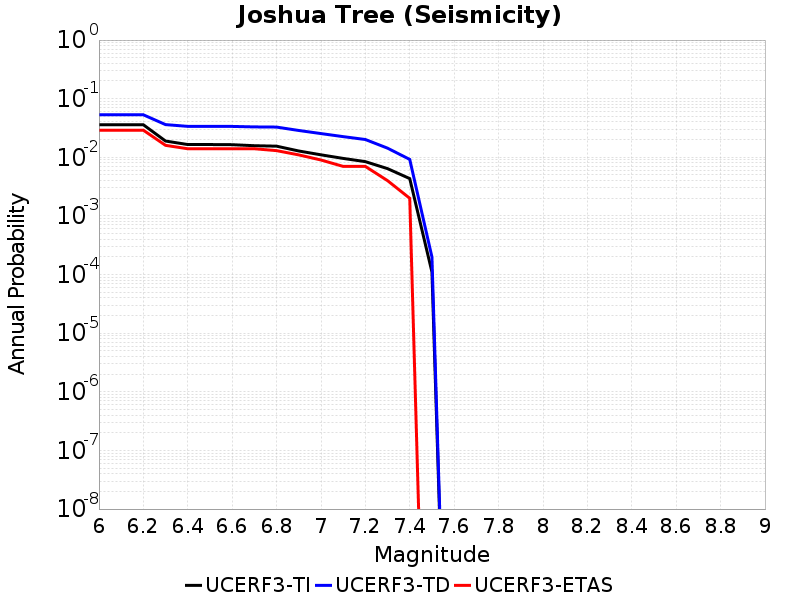 Joshua Tree (Seismicity)
Annual Probability
10^0
10^-1
10^-2
10^-3
10^-4
10^-5
10^-6
10^-7
10^-8
6 6.2 6.4 6.6 6.8 7 7.2 7.4 7.6 7.8 8 8.2 8.4 8.6 8.8 9
Magnitude
UCERF3-TI UCERF3-TD UCERF3-ETAS